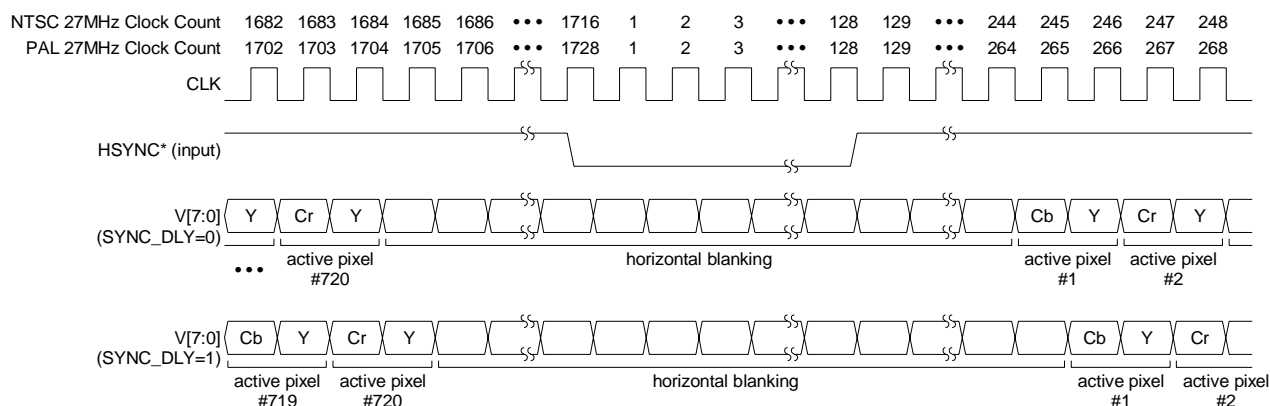 NTSC 27MHz Clock Count 1682 1683 1684 1685 1686 ••• 1716 1 2 3 ••• 128 129 ••• 244 245 246 247 248
PAL 27MHz Clock Count 1702 1703 1704 1705 1706 ••• 1728 1 2 3 ••• 128 129 ••• 264 265 266 267 268
CLK
HSYNC* (input)
V[7:0] Y Cr Y Cb Y Cr Y
(SYNC_DLY=0)
••• active pixel horizontal blanking active pixel active pixel
#720 #1 #2
V[7:0] Cb Y Cr Y Cb Y Cr
(SYNC_DLY=1)
active pixel active pixel horizontal blanking active pixel active pixel
#719 #720 #1 #2